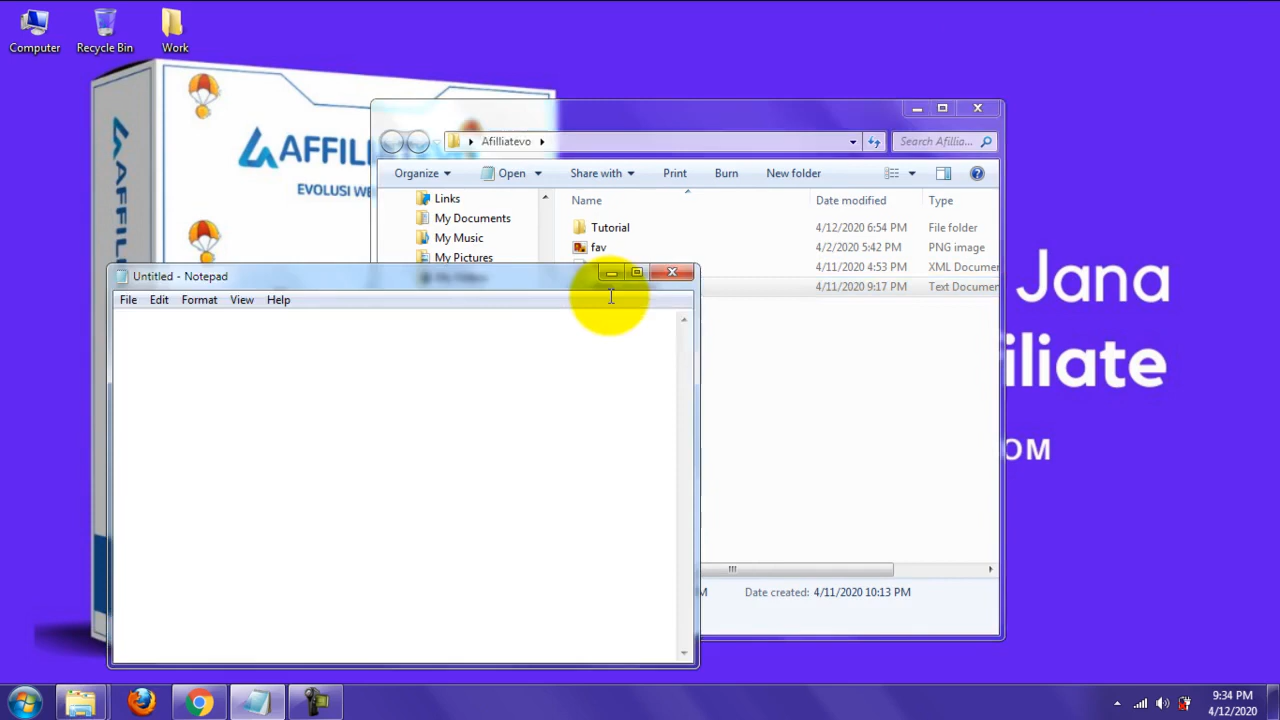 Computer
Recycle Bin
Work
AFFILI
EVOLUSI WE
AFFIL
Jana
iliate
OM
Afilliatevo
Search Afillia...
Organize
Open
Share with
Print
Burn
New folder
Links
My Documents
My Music
My Pictures
Name
Date modified
Type
Tutorial
4/12/2020 6:54 PM
File folder
fav
4/2/2020 5:42 PM
PNG image
4/11/2020 4:53 PM
XML Docume
4/11/2020 9:17 PM
Text Documer
M
Date created: 4/11/2020 10:13 PM
Untitled - Notepad
File
Edit
Format
View
Help
9:34 PM
4/12/2020